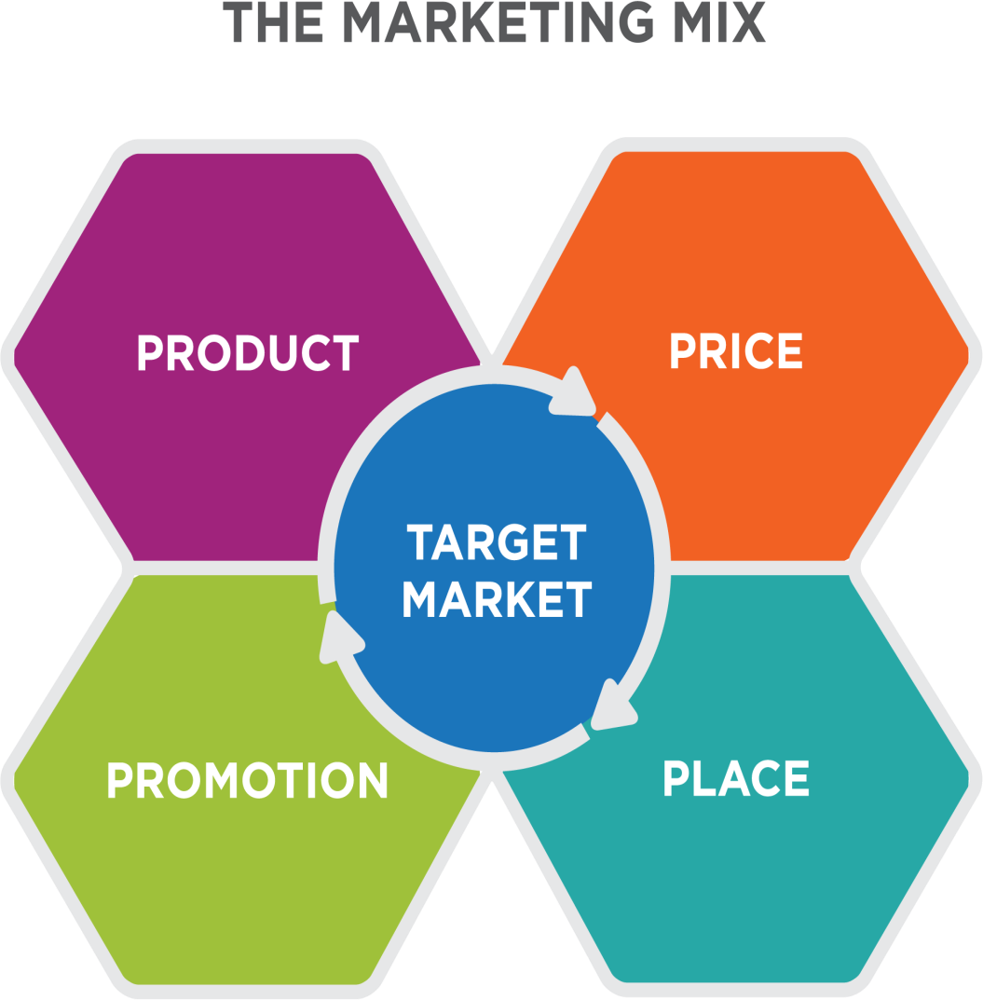 THE MARKETING MIX
PRODUCT
PRICE
TARGET
MARKET
PROMOTION
PLACE